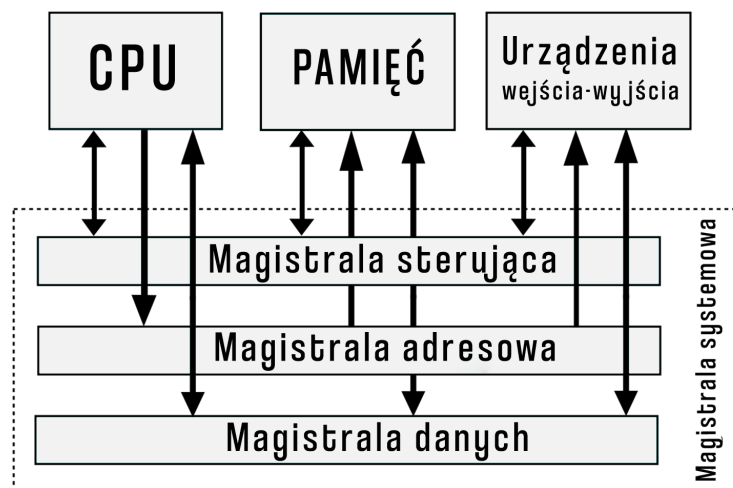 CPU
PAMIĘĆ
Urządzenia
wejścia-wyjścia
Magistrala sterująca
Magistrala adresowa
Magistrala danych
Magistrala systemowa